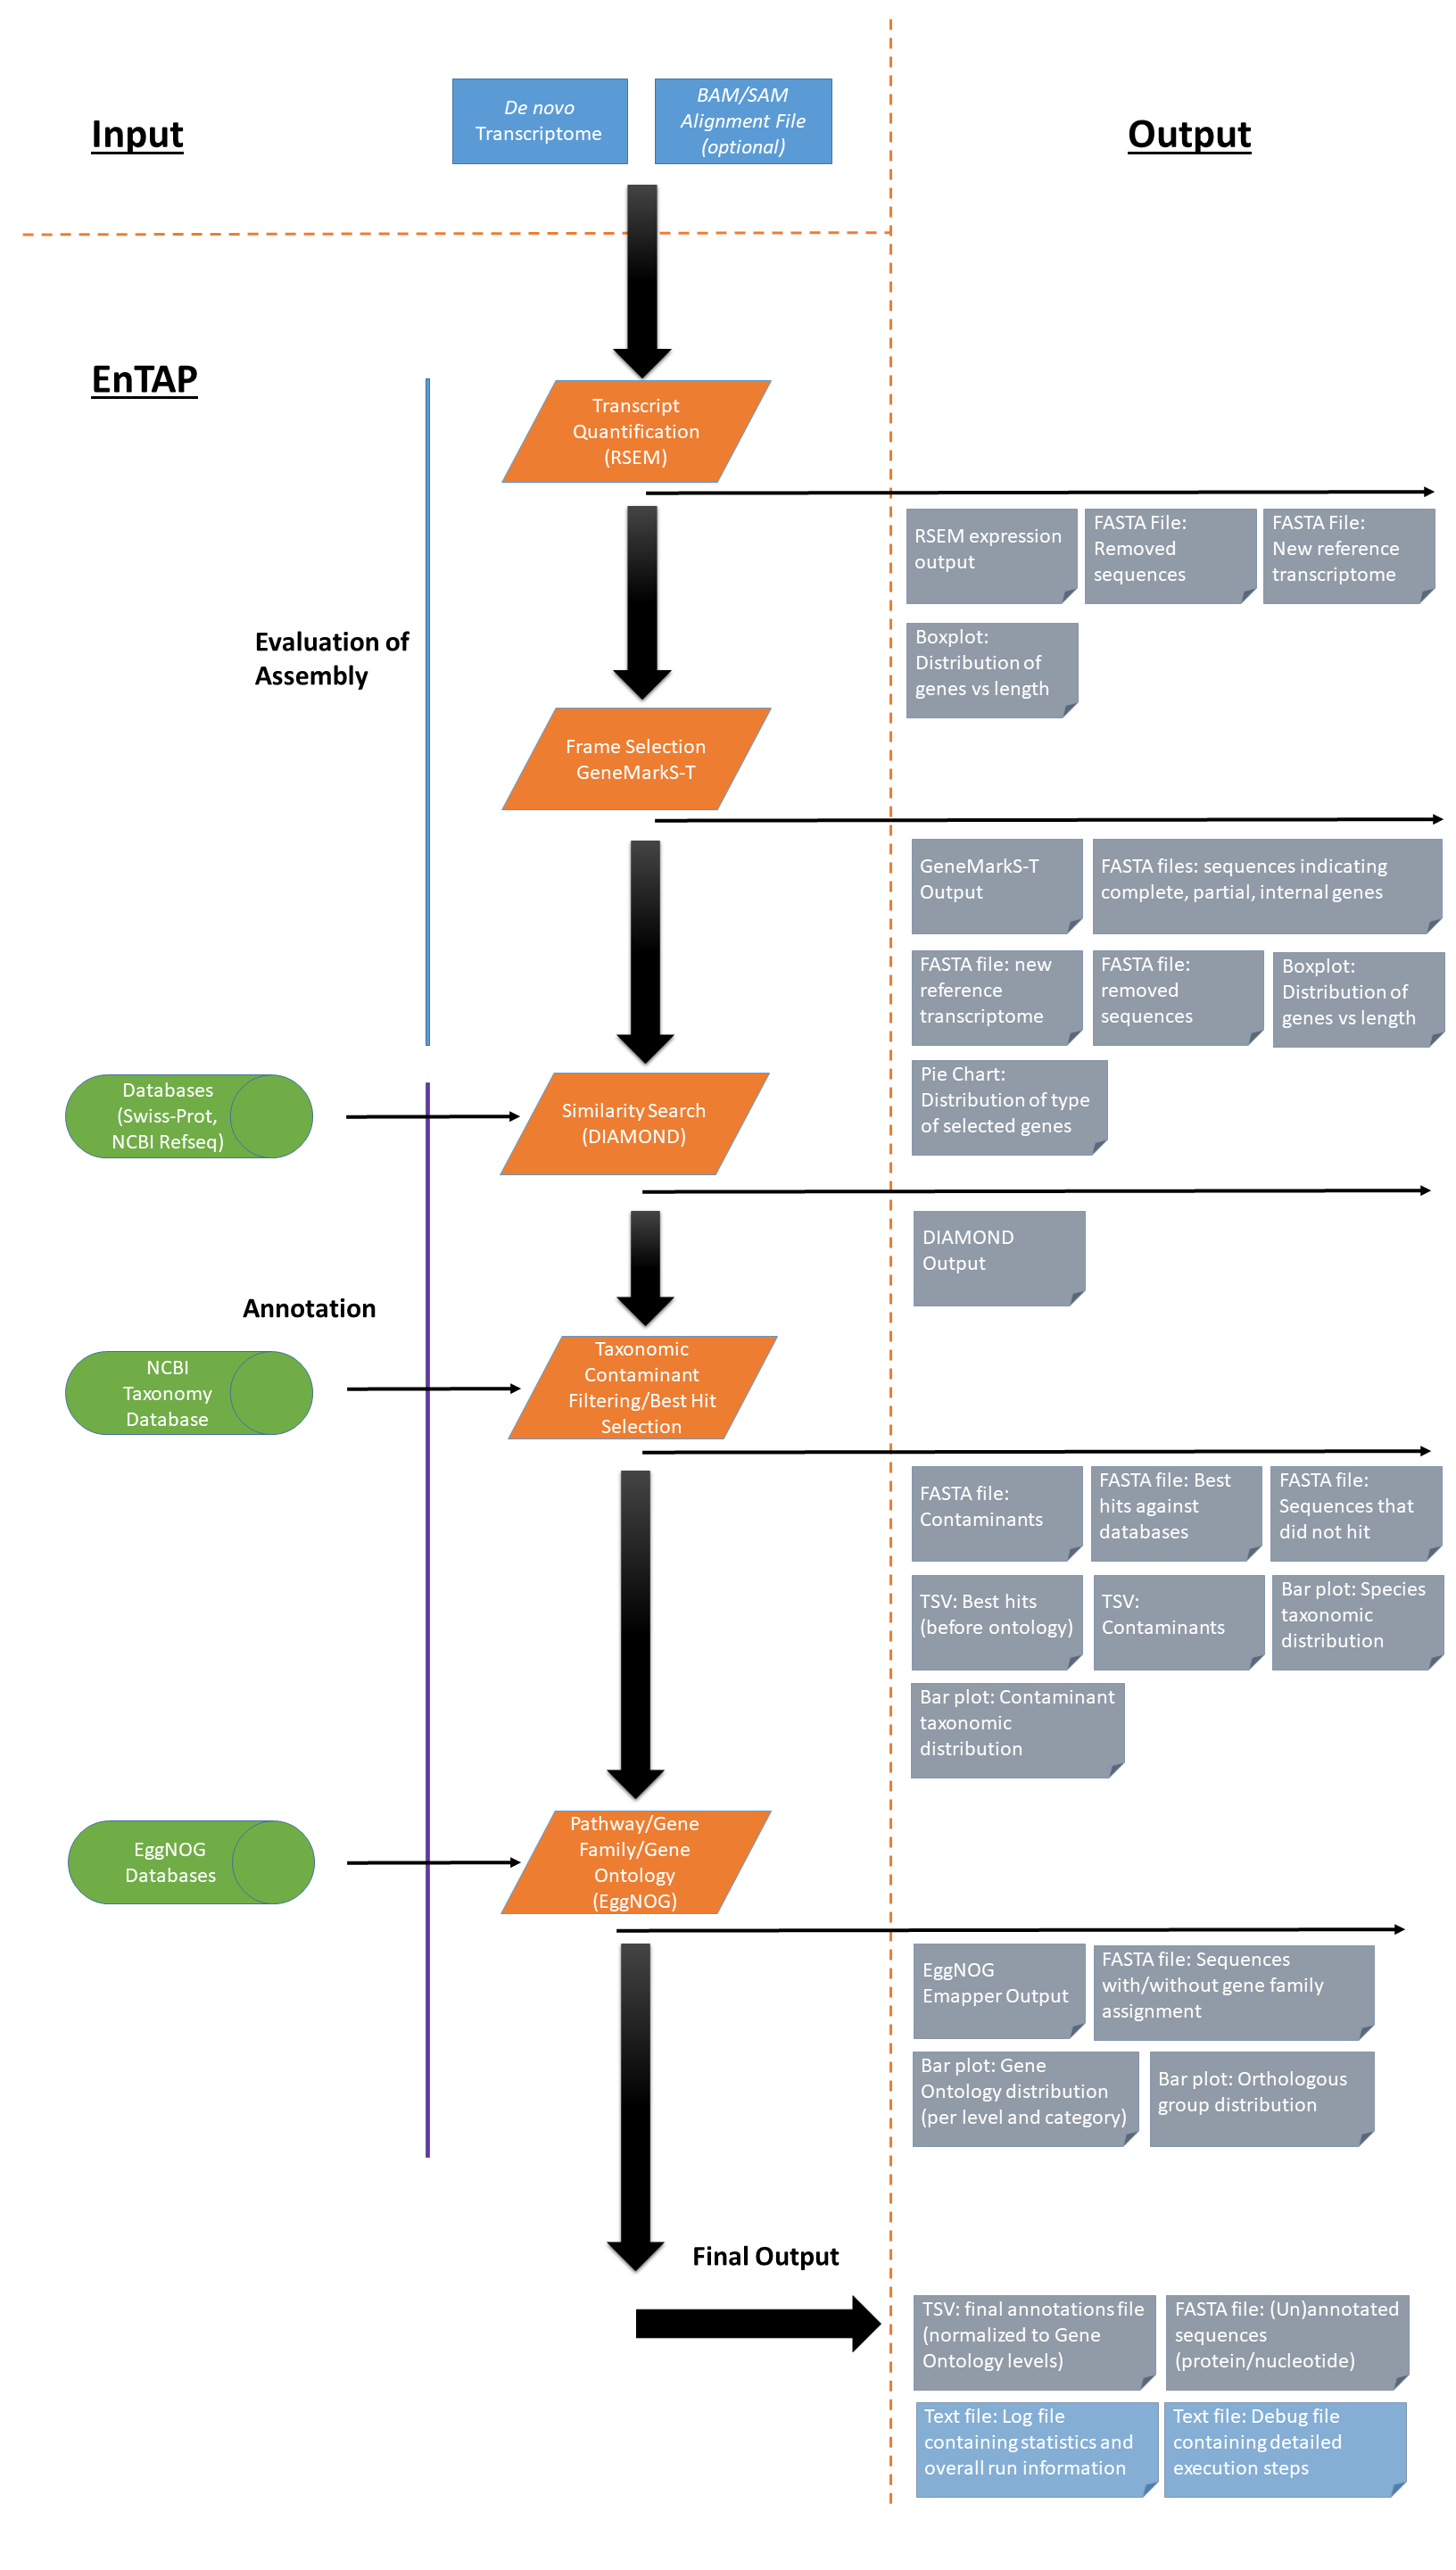 Input
De novo
Transcriptome
BAM/SAM
Alignment File
(optional)
Output
EnTAP
Transcript
Quantification
(RSEM)
RSEM expression
output
FASTA File:
Removed
sequences
FASTA File:
New reference
transcriptome
Boxplot:
Distribution of
genes vs length
Evaluation of
Assembly
Frame Selection
GeneMarkS-T
GeneMarkS-T
Output
FASTA files: sequences indicating
complete, partial, internal genes
FASTA file: new
reference
transcriptome
FASTA file:
removed
sequences
Boxplot:
Distribution of
genes vs length
Pie Chart:
Distribution of type
of selected genes
Databases
(Swiss-Prot,
NCBI Refseq)
Similarity Search
(DIAMOND)
DIAMOND
Output
Annotation
NCBI
Taxonomy
Database
Taxonomic
Contaminant
Filtering/Best Hit
Selection
FASTA file:
Contaminants
FASTA file: Best
hits against
databases
FASTA file:
Sequences that
did not hit
TSV: Best hits
(before ontology)
TSV:
Contaminants
Bar plot: Species
taxonomic
distribution
Bar plot: Contaminant
taxonomic
distribution
EggNOG
Databases
Pathway/Gene
Family/Gene
Ontology
(EggNOG)
EggNOG
Emapper Output
FASTA file: Sequences
with/without gene family
assignment
Bar plot: Gene
Ontology distribution
(per level and category)
Bar plot: Orthologous
group distribution
Final Output
TSV: final annotations file
(normalized to Gene
Ontology levels)
FASTA file: (Un)annotated
sequences
(protein/nucleotide)
Text file: Log file
containing statistics and
overall run information
Text file: Debug file
containing detailed
execution steps